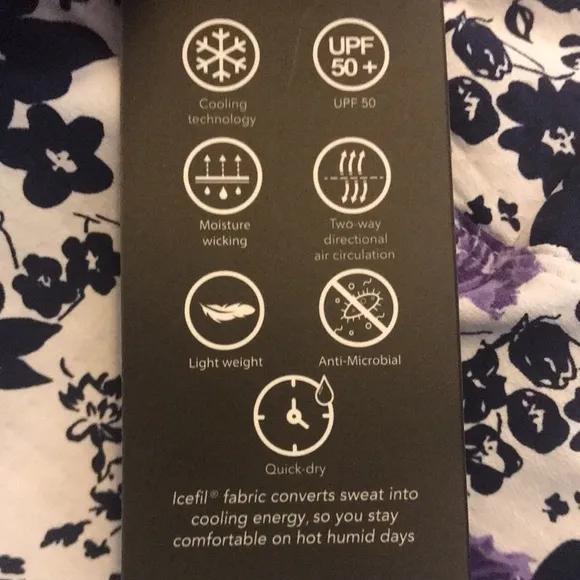 UPF
50+
Cooling
technology
UPF 50
Moisture
wicking
Two-way
directional
air circulation
Light weight
Anti-Microbial
Quick-dry
Icefil® fabric converts sweat into
cooling energy, so you stay
comfortable on hot humid days